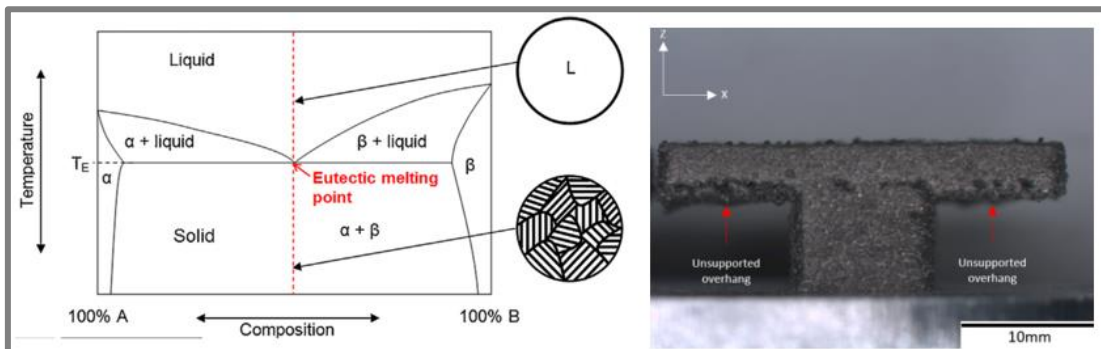 Liquid
L
Temperature
α + liquid
β + liquid
T_E
α
β
Eutectic melting
point
α + β
Solid
100% A
Composition
100% B
Z
X
Unsupported
overhang
Unsupported
overhang
10mm